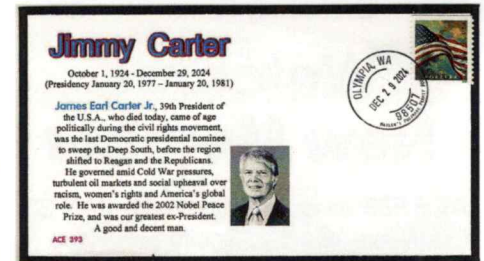 Jimmy Carter
October 1, 1924 - December 29, 2024
(Presidency January 20, 1977 – January 20, 1981)
James Earl Carter Jr., 39th President of
the U.S.A., who died today, came of age
politically during the civil rights movement,
was the last Democratic presidential nominee
to sweep the Deep South, before the region
shifted to Reagan and the Republicans.
He governed amid Cold War pressures,
turbulent oil markets and social upheaval over
racism, women's rights and America's global
role. He was awarded the 2002 Nobel Peace
Prize, and was our greatest ex-President.
A good and decent man.
ACE 393
OLYMPIA, WA
DEC 29 2024
98507